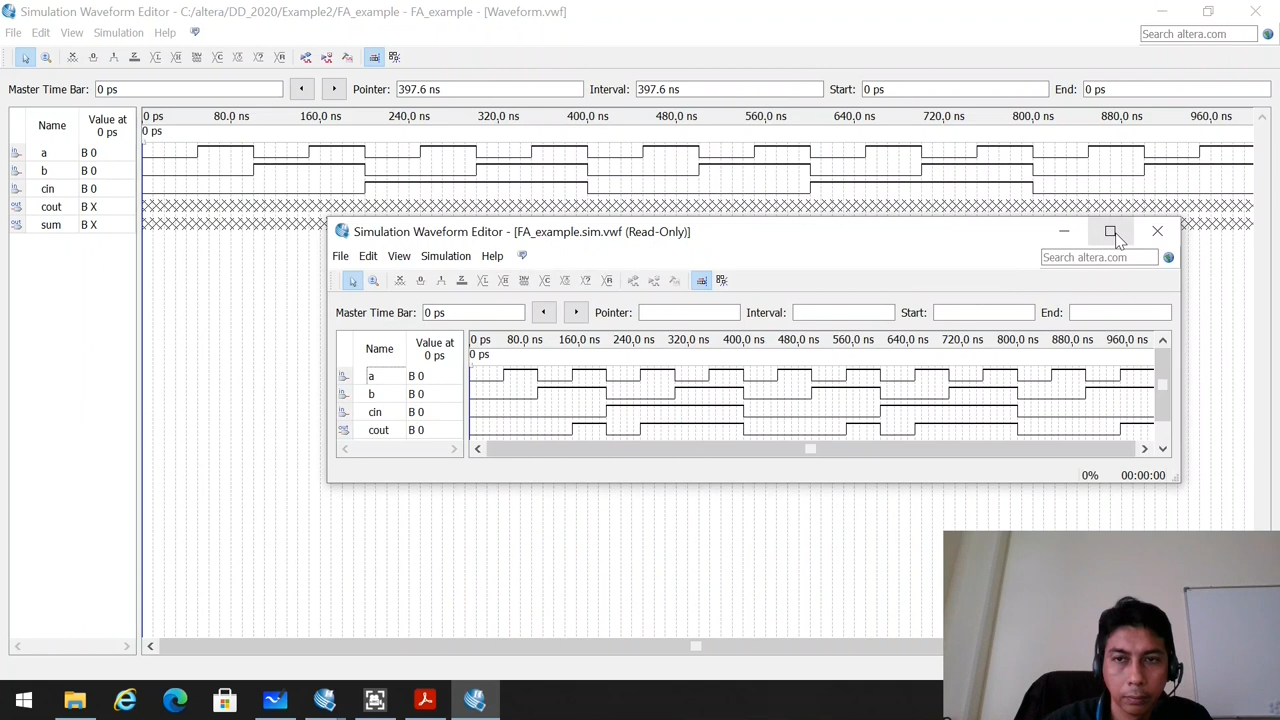 Simulation Waveform Editor - C:/altera/DD_2020/Example2/FA_example - FA_example - [Waveform.vwf]
File Edit View Simulation Help
Search altera.com
Master Time Bar: 0 ps Pointer: 397.6 ns Interval: 397.6 ns Start: 0 ps End: 0 ps
Name Value at 0 ps
0 ps 80.0 ns 160.0 ns 240.0 ns 320.0 ns 400.0 ns 480.0 ns 560.0 ns 640.0 ns 720.0 ns 800.0 ns 880.0 ns 960.0 ns
0 ps
a B 0
b B 0
cin B 0
cout B X
sum B X
Simulation Waveform Editor - [FA_example.sim.vwf (Read-Only)]
File Edit View Simulation Help
Search altera.com
Master Time Bar: 0 ps Pointer: Interval: Start: End:
Name Value at 0 ps
0 ps 80.0 ns 160.0 ns 240.0 ns 320.0 ns 400.0 ns 480.0 ns 560.0 ns 640.0 ns 720.0 ns 800.0 ns 880.0 ns 960.0 ns
0 ps
a B 0
b B 0
cin B 0
cout B 0
0% 00:00:00